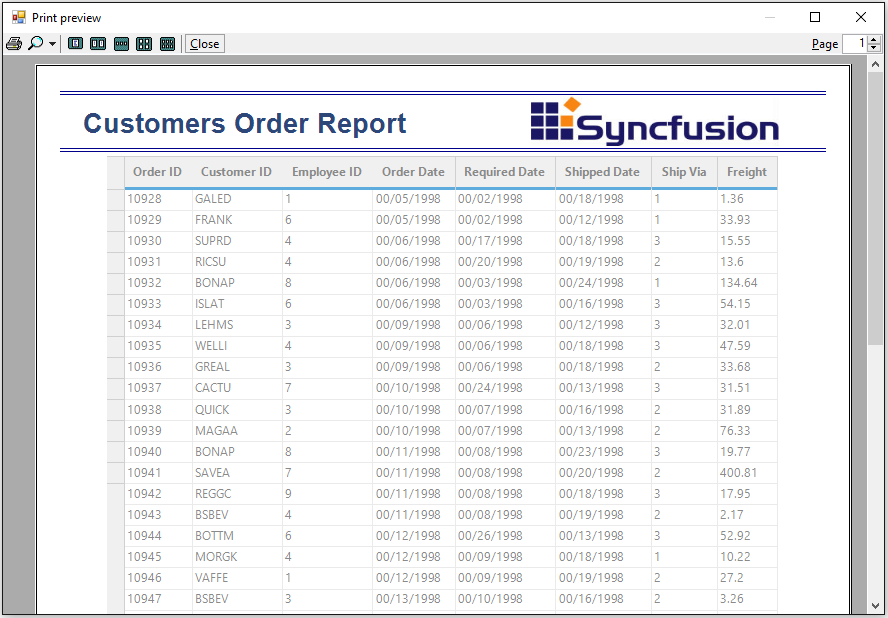 Print preview
Close Page 1
Customers Order Report Syncfusion
Order ID Customer ID Employee ID Order Date Required Date Shipped Date Ship Via Freight
10928 GALED 1 00/05/1998 00/02/1998 00/18/1998 1 1.36
10929 FRANK 6 00/05/1998 00/02/1998 00/12/1998 1 33.93
10930 SUPRD 4 00/06/1998 00/17/1998 00/18/1998 3 15.55
10931 RICSU 4 00/06/1998 00/20/1998 00/19/1998 2 13.6
10932 BONAP 8 00/06/1998 00/03/1998 00/24/1998 1 134.64
10933 ISLAT 6 00/06/1998 00/03/1998 00/16/1998 3 54.15
10934 LEHMS 3 00/09/1998 00/06/1998 00/12/1998 3 32.01
10935 WELLI 4 00/09/1998 00/06/1998 00/18/1998 3 47.59
10936 GREAL 3 00/09/1998 00/06/1998 00/18/1998 2 33.68
10937 CACTU 7 00/10/1998 00/24/1998 00/13/1998 3 31.51
10938 QUICK 3 00/10/1998 00/07/1998 00/16/1998 2 31.89
10939 MAGAA 2 00/10/1998 00/07/1998 00/13/1998 2 76.33
10940 BONAP 8 00/11/1998 00/08/1998 00/23/1998 3 19.77
10941 SAVEA 7 00/11/1998 00/08/1998 00/20/1998 2 400.81
10942 REGGC 9 00/11/1998 00/08/1998 00/18/1998 3 17.95
10943 BSBEV 4 00/11/1998 00/08/1998 00/19/1998 2 2.17
10944 BOTTM 6 00/12/1998 00/26/1998 00/13/1998 3 52.92
10945 MORGK 4 00/12/1998 00/09/1998 00/18/1998 1 10.22
10946 VAFFE 1 00/12/1998 00/09/1998 00/19/1998 2 27.2
10947 BSBEV 3 00/13/1998 00/10/1998 00/16/1998 2 3.26